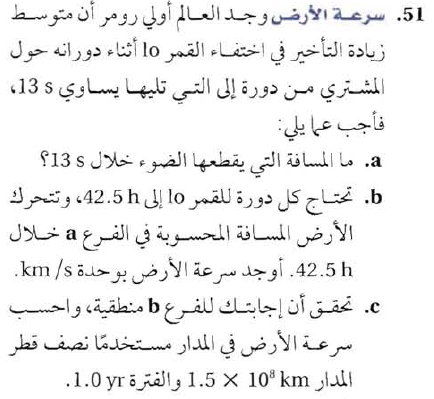 51. سرعة الأرض وجد العالم أولي رومر أن متوسط
زيادة التأخير في اختفاء القمر Io أثناء دورانه حول
المشتري من دورة إلى التي تليها يساوي 13 s،
فأجب عما يلي:
a. ما المسافة التي يقطعها الضوء خلال 13 s؟
b. تحتاج كل دورة للقمر Io إلى 42.5 h، وتتحرك
الأرض المسافة المحسوبة في الفرع a خلال
42.5 h. أوجد سرعة الأرض بوحدة km/s.
c. تحقق أن إجابتك للفرع b منطقية، واحسب
سرعة الأرض في المدار مستخدمًا نصف قطر
المدار 1.5 × 10⁸ km والفترة 1.0 yr.